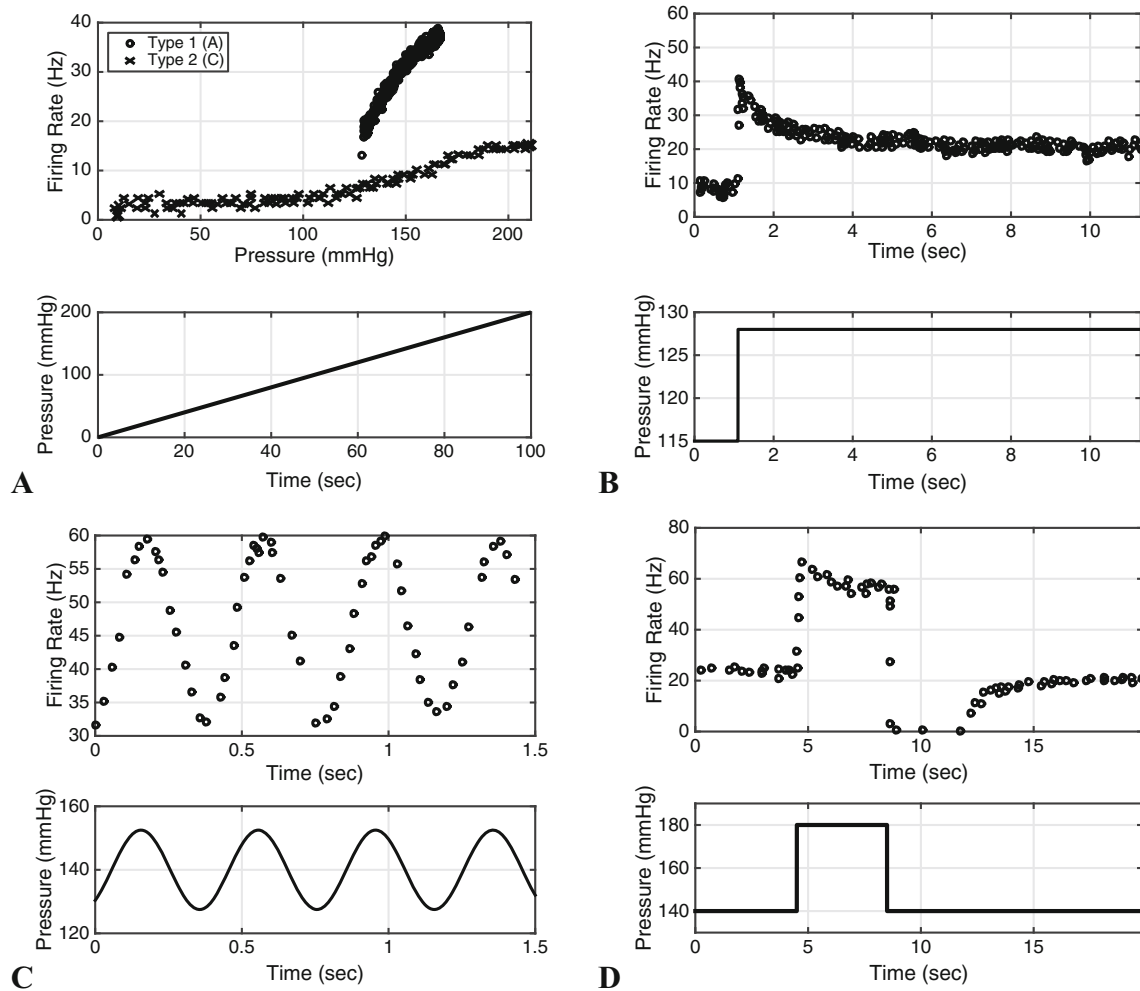 40
30
20
10
0
Firing Rate (Hz)
Type 1 (A)
Type 2 (C)
0 50 100 150 200
Pressure (mmHg)
200
100
0
Pressure (mmHg)
0 20 40 60 80 100
Time (sec)
A
60
50
40
30
20
10
0
Firing Rate (Hz)
0 2 4 6 8 10
Time (sec)
130
125
120
115
Pressure (mmHg)
0 2 4 6 8 10
Time (sec)
B
60
55
50
45
40
35
30
Firing Rate (Hz)
0 0.5 1 1.5
Time (sec)
160
140
120
Pressure (mmHg)
0 0.5 1 1.5
Time (sec)
C
80
60
40
20
0
Firing Rate (Hz)
0 5 10 15
Time (sec)
180
160
140
Pressure (mmHg)
0 5 10 15
Time (sec)
D